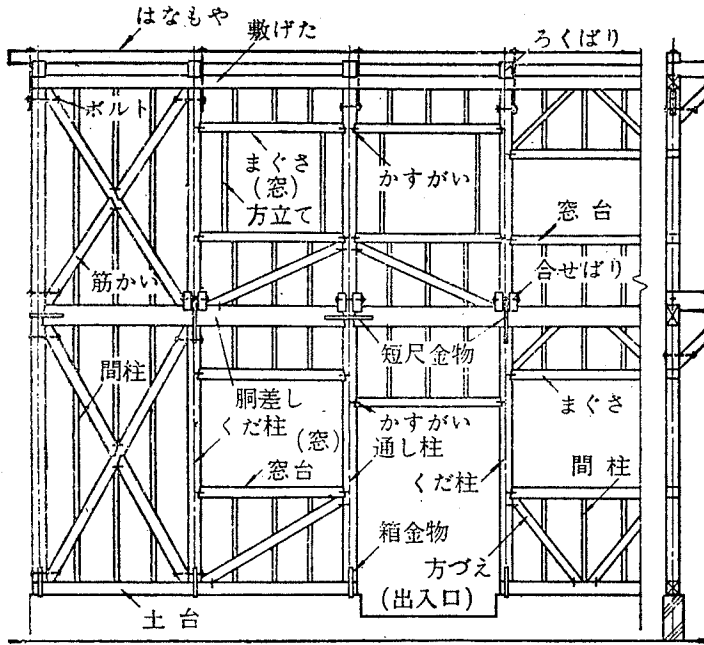 はなもや
敷げた
ろくばり
ボルト
まぐさ
(窓)
方立て
かすがい
窓台
筋かい
合せばり
短尺金物
間柱
胴差し
くだ柱
(窓)
窓台
かすがい
通し柱
まぐさ
くだ柱
間柱
箱金物
方づえ
(出入口)
土台